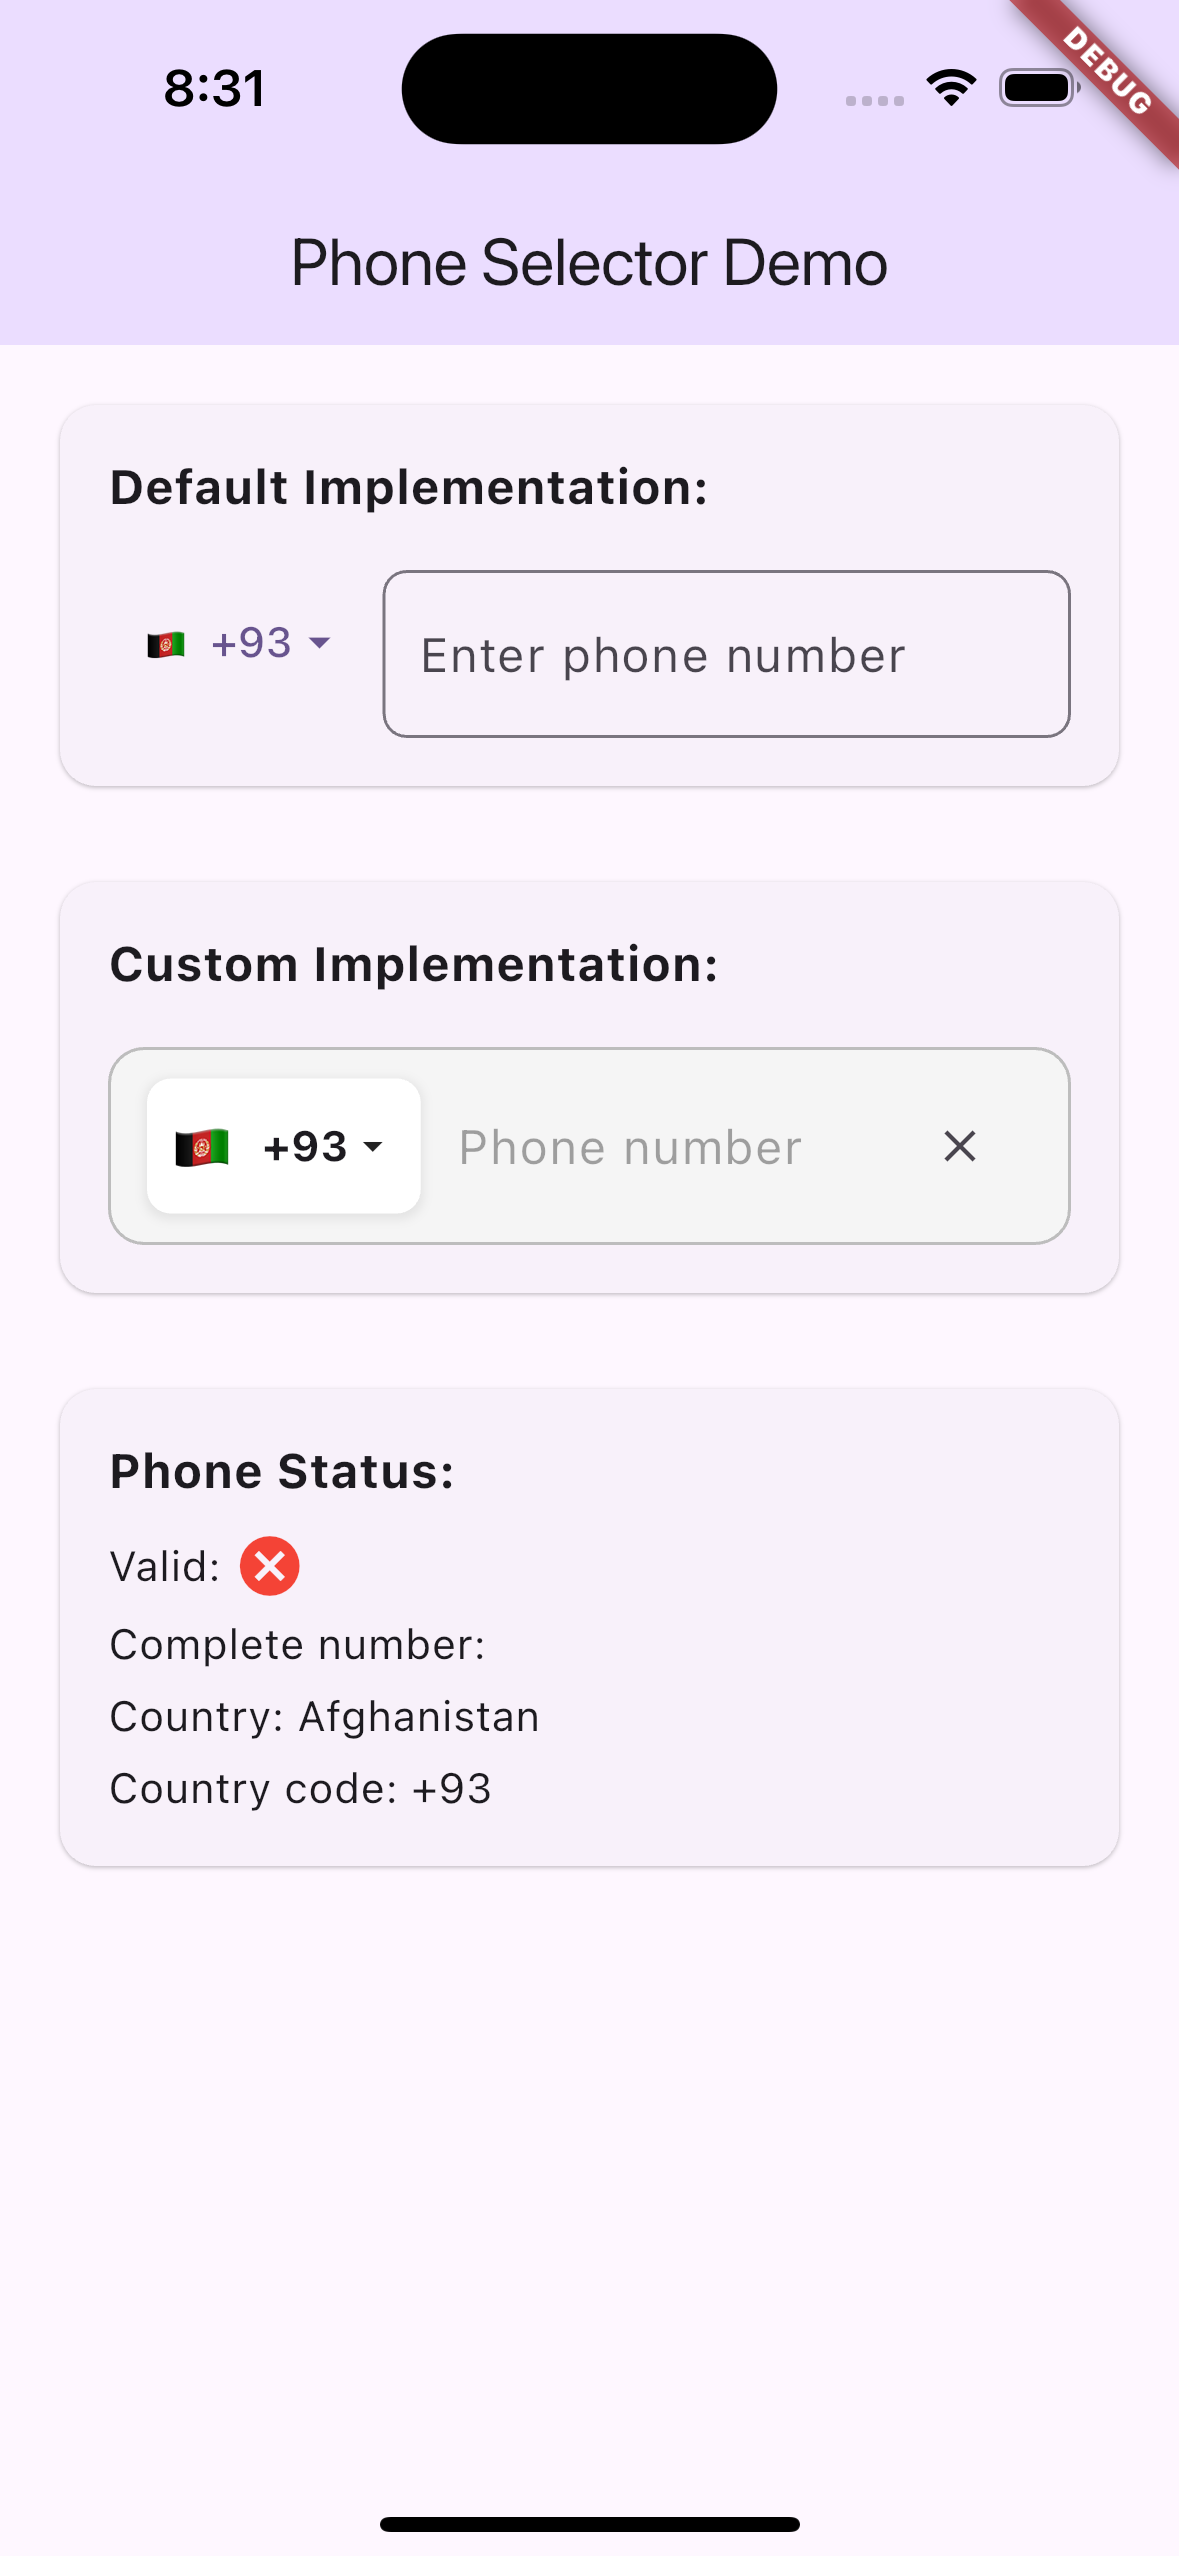 8:31
DEBUG
Phone Selector Demo
Default Implementation:
+93
Enter phone number
Custom Implementation:
+93
Phone number
Phone Status:
Valid:
Complete number:
Country: Afghanistan
Country code: +93